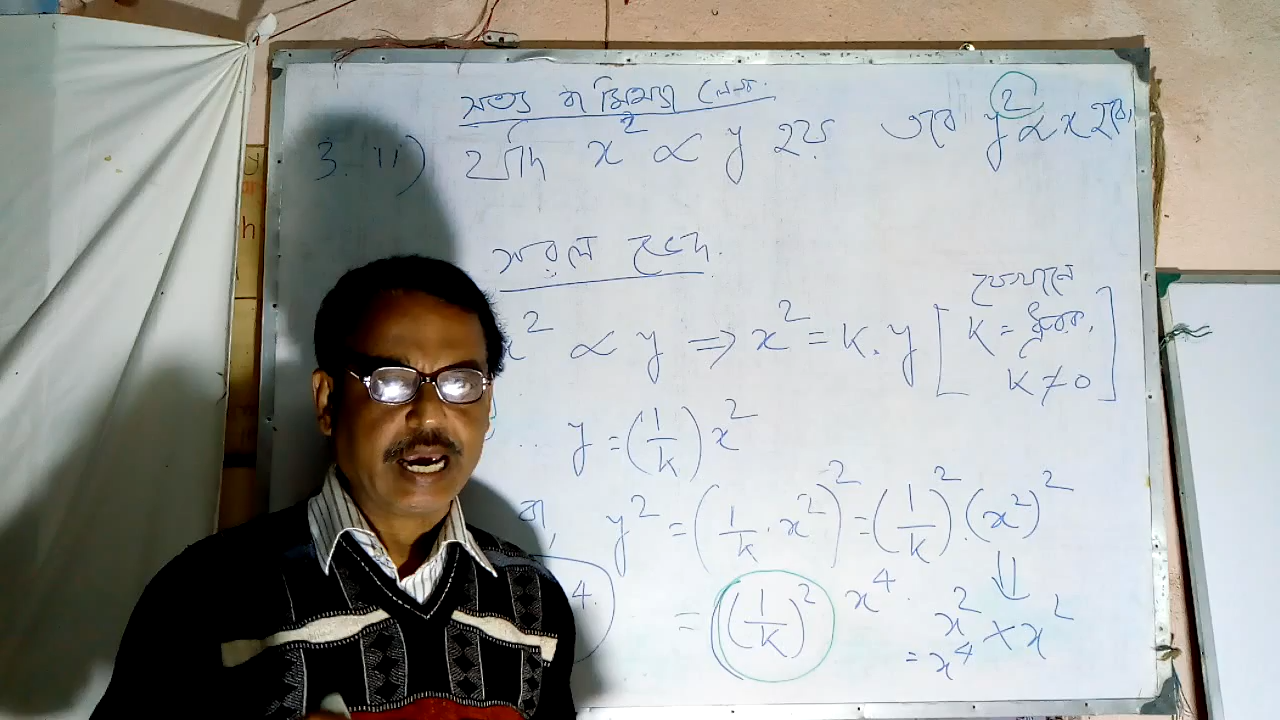 সত্য বা মিথ্যা লেখ.
3. ii) যদি x² ∝ y হয় তবে y² ∝ x হবে।
সরল ভেদ.
x² ∝ y ⇒ x² = k. y [যেখানে k = ধ্রুবক, k ≠ 0]
∴ y = (1/k) x²
বা, y² = (1/k · x²)² = (1/k)² . (x²)²
4. = (1/k)² x⁴. ⇓
x² × x²
= x⁴